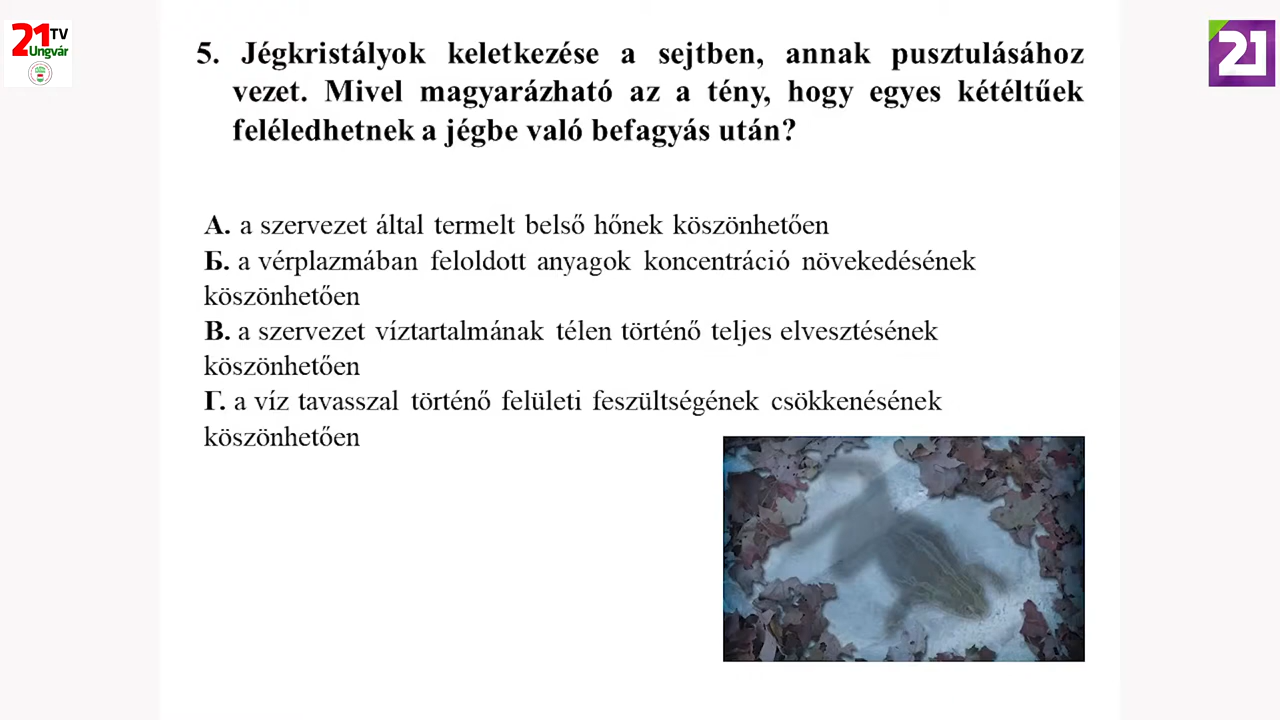 21 TV
Ungvár
21
5. Jégkristályok keletkezése a sejtben, annak pusztulásához
vezet. Mivel magyarázható az a tény, hogy egyes kétéltűek
feléledhetnek a jégbe való befagyás után?
А. a szervezet által termelt belső hőnek köszönhetően
Б. a vérplazmában feloldott anyagok koncentráció növekedésének
köszönhetően
В. a szervezet víztartalmának télen történő teljes elvesztésének
köszönhetően
Г. a víz tavasszal történő felületi feszültségének csökkenésének
köszönhetően